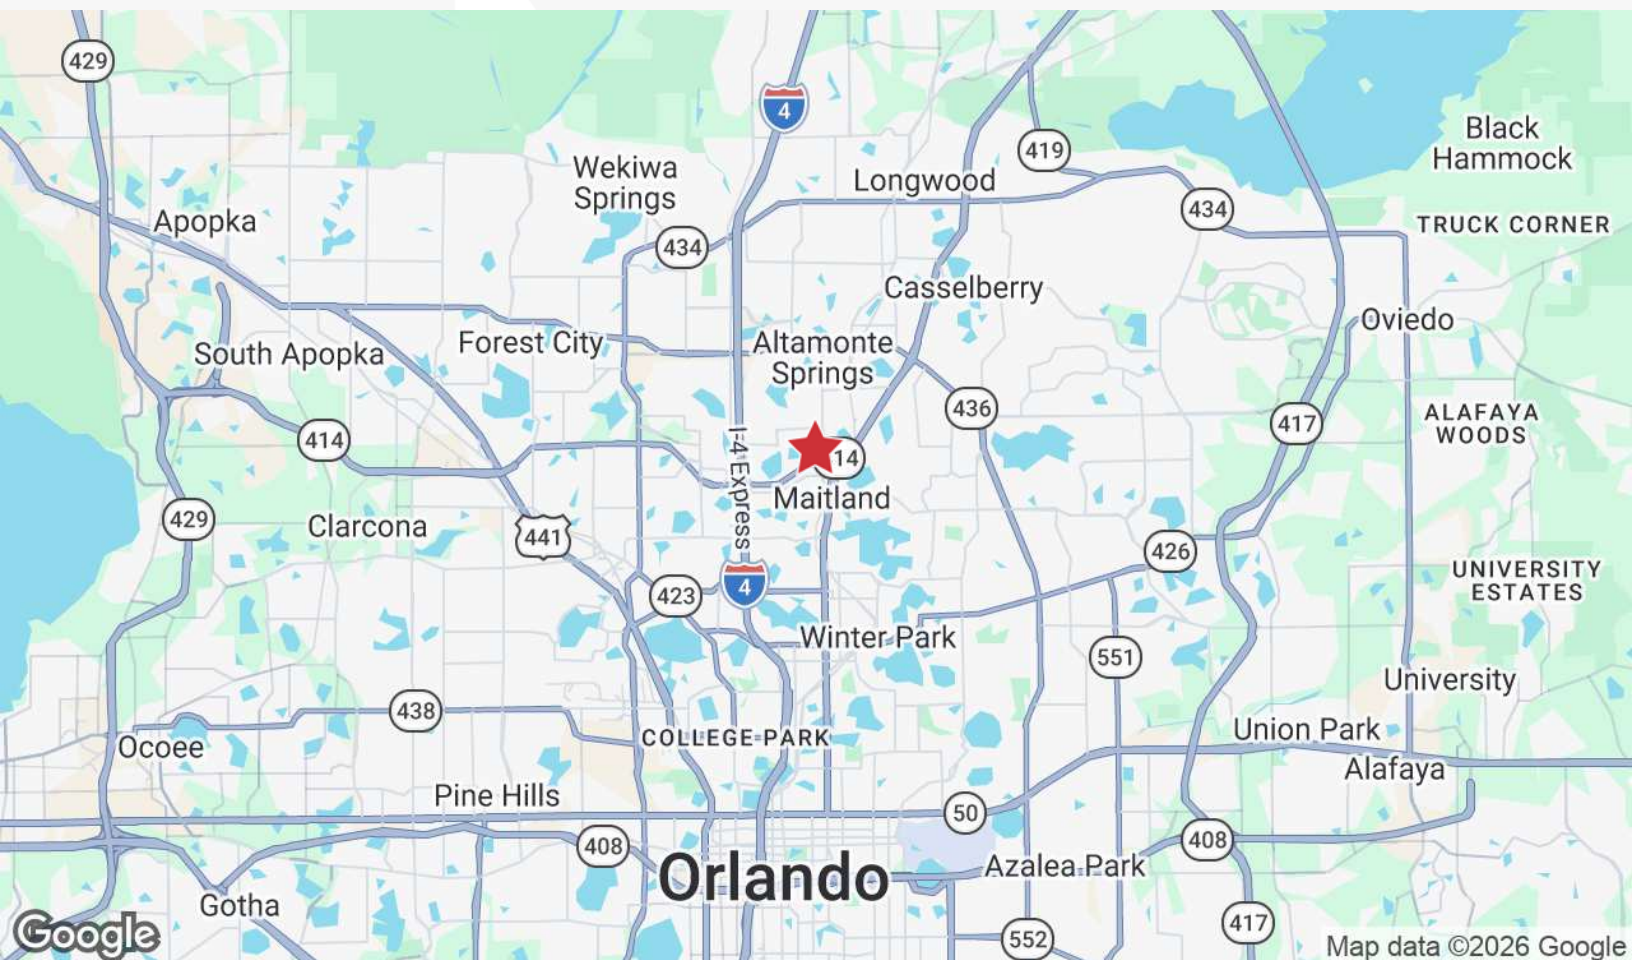 429
4
Black
Hammock
419
Wekiwa
Springs
Longwood
434
TRUCK CORNER
Apopka
434
Casselberry
Oviedo
Forest City
Altamonte
Springs
South Apopka
436
417
ALAFAYA
WOODS
414
I-4 Express
14
Maitland
429
Clarcona
441
426
UNIVERSITY
ESTATES
4
423
Winter Park
551
University
438
COLLEGE PARK
Union Park
Ocoee
Alafaya
Pine Hills
50
408
408
Orlando
Azalea Park
Gotha
417
552
Google
Map data ©2026 Google